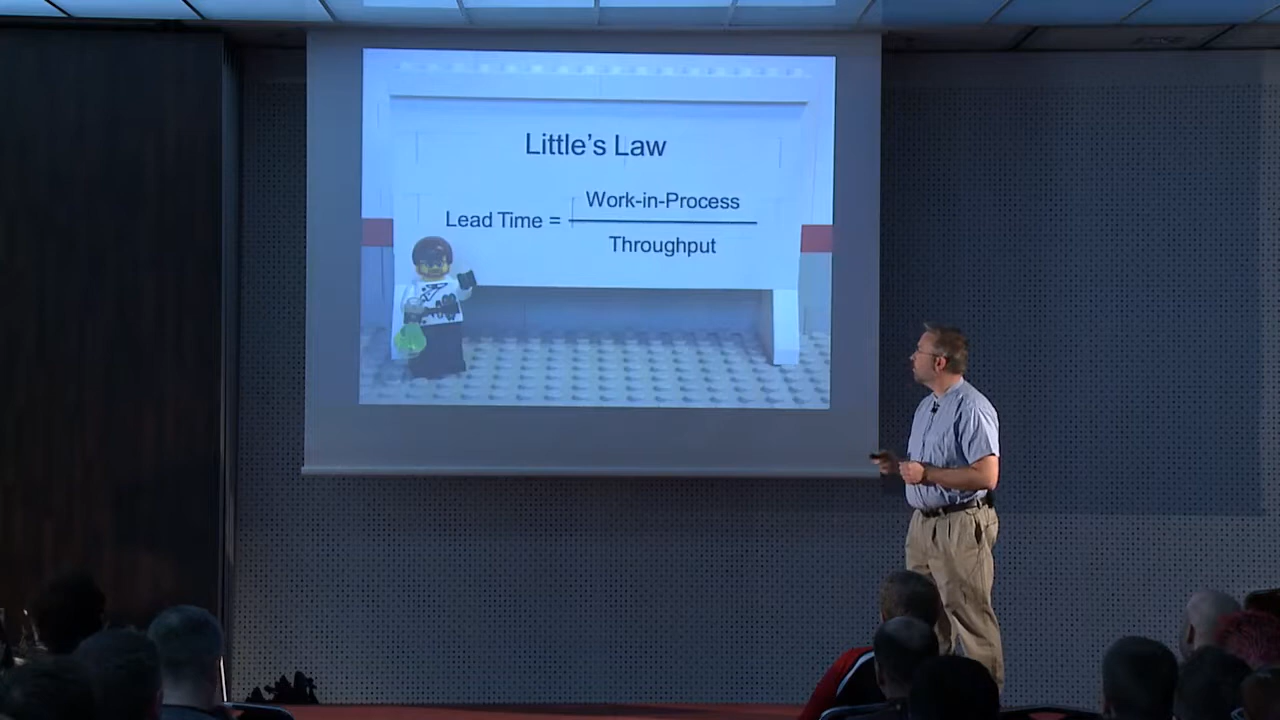 Little's Law
Lead Time =
Work-in-Process
Throughput